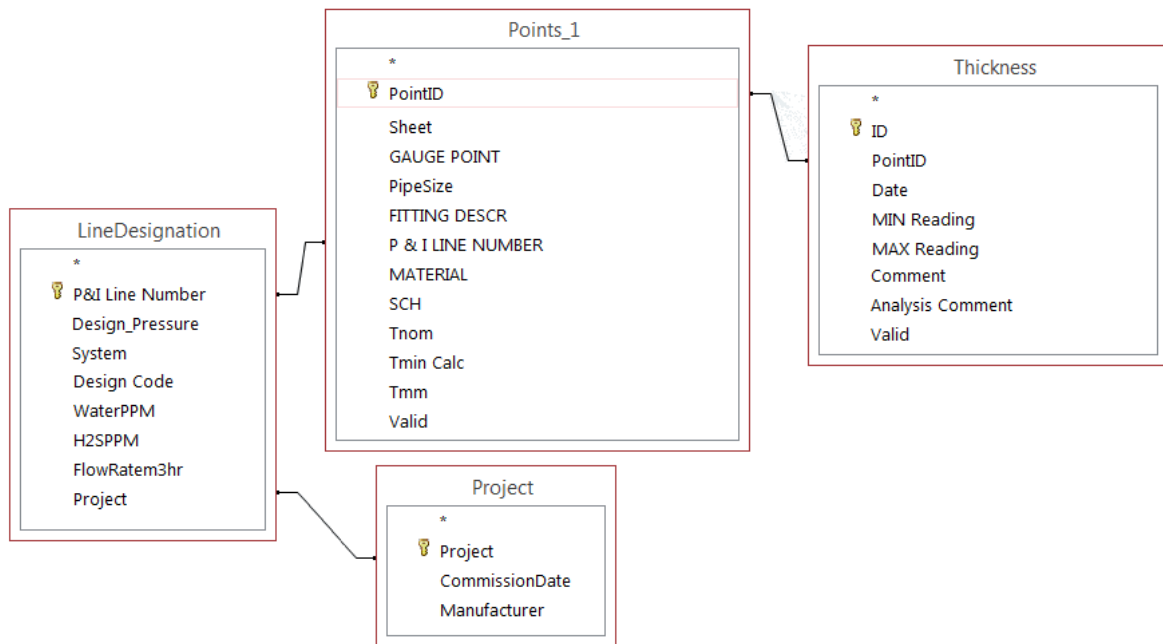 LineDesignation
*
P&I Line Number
Design_Pressure
System
Design Code
WaterPPM
H2SPPM
FlowRatem3hr
Project
Points_1
*
PointID
Sheet
GAUGE POINT
PipeSize
FITTING DESCR
P & I LINE NUMBER
MATERIAL
SCH
Tnom
Tmin Calc
Tmm
Valid
Thickness
*
ID
PointID
Date
MIN Reading
MAX Reading
Comment
Analysis Comment
Valid
Project
*
Project
CommissionDate
Manufacturer